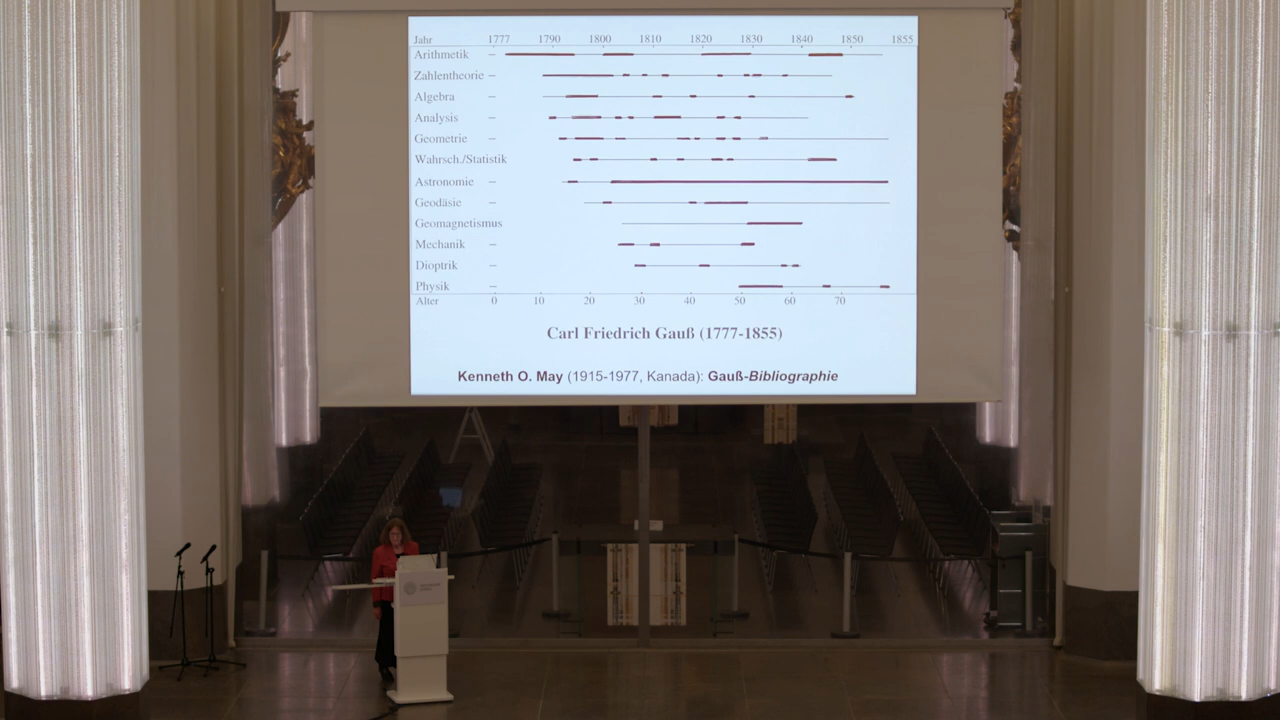 Jahr 1777 1790 1800 1810 1820 1830 1840 1850 1855
Arithmetik
Zahlentheorie
Algebra
Analysis
Geometrie
Wahrsch./Statistik
Astronomie
Geodäsie
Geomagnetismus
Mechanik
Dioptrik
Physik
Alter 0 10 20 30 40 50 60 70
Carl Friedrich Gauß (1777-1855)
Kenneth O. May (1915-1977, Kanada): Gauß-Bibliographie